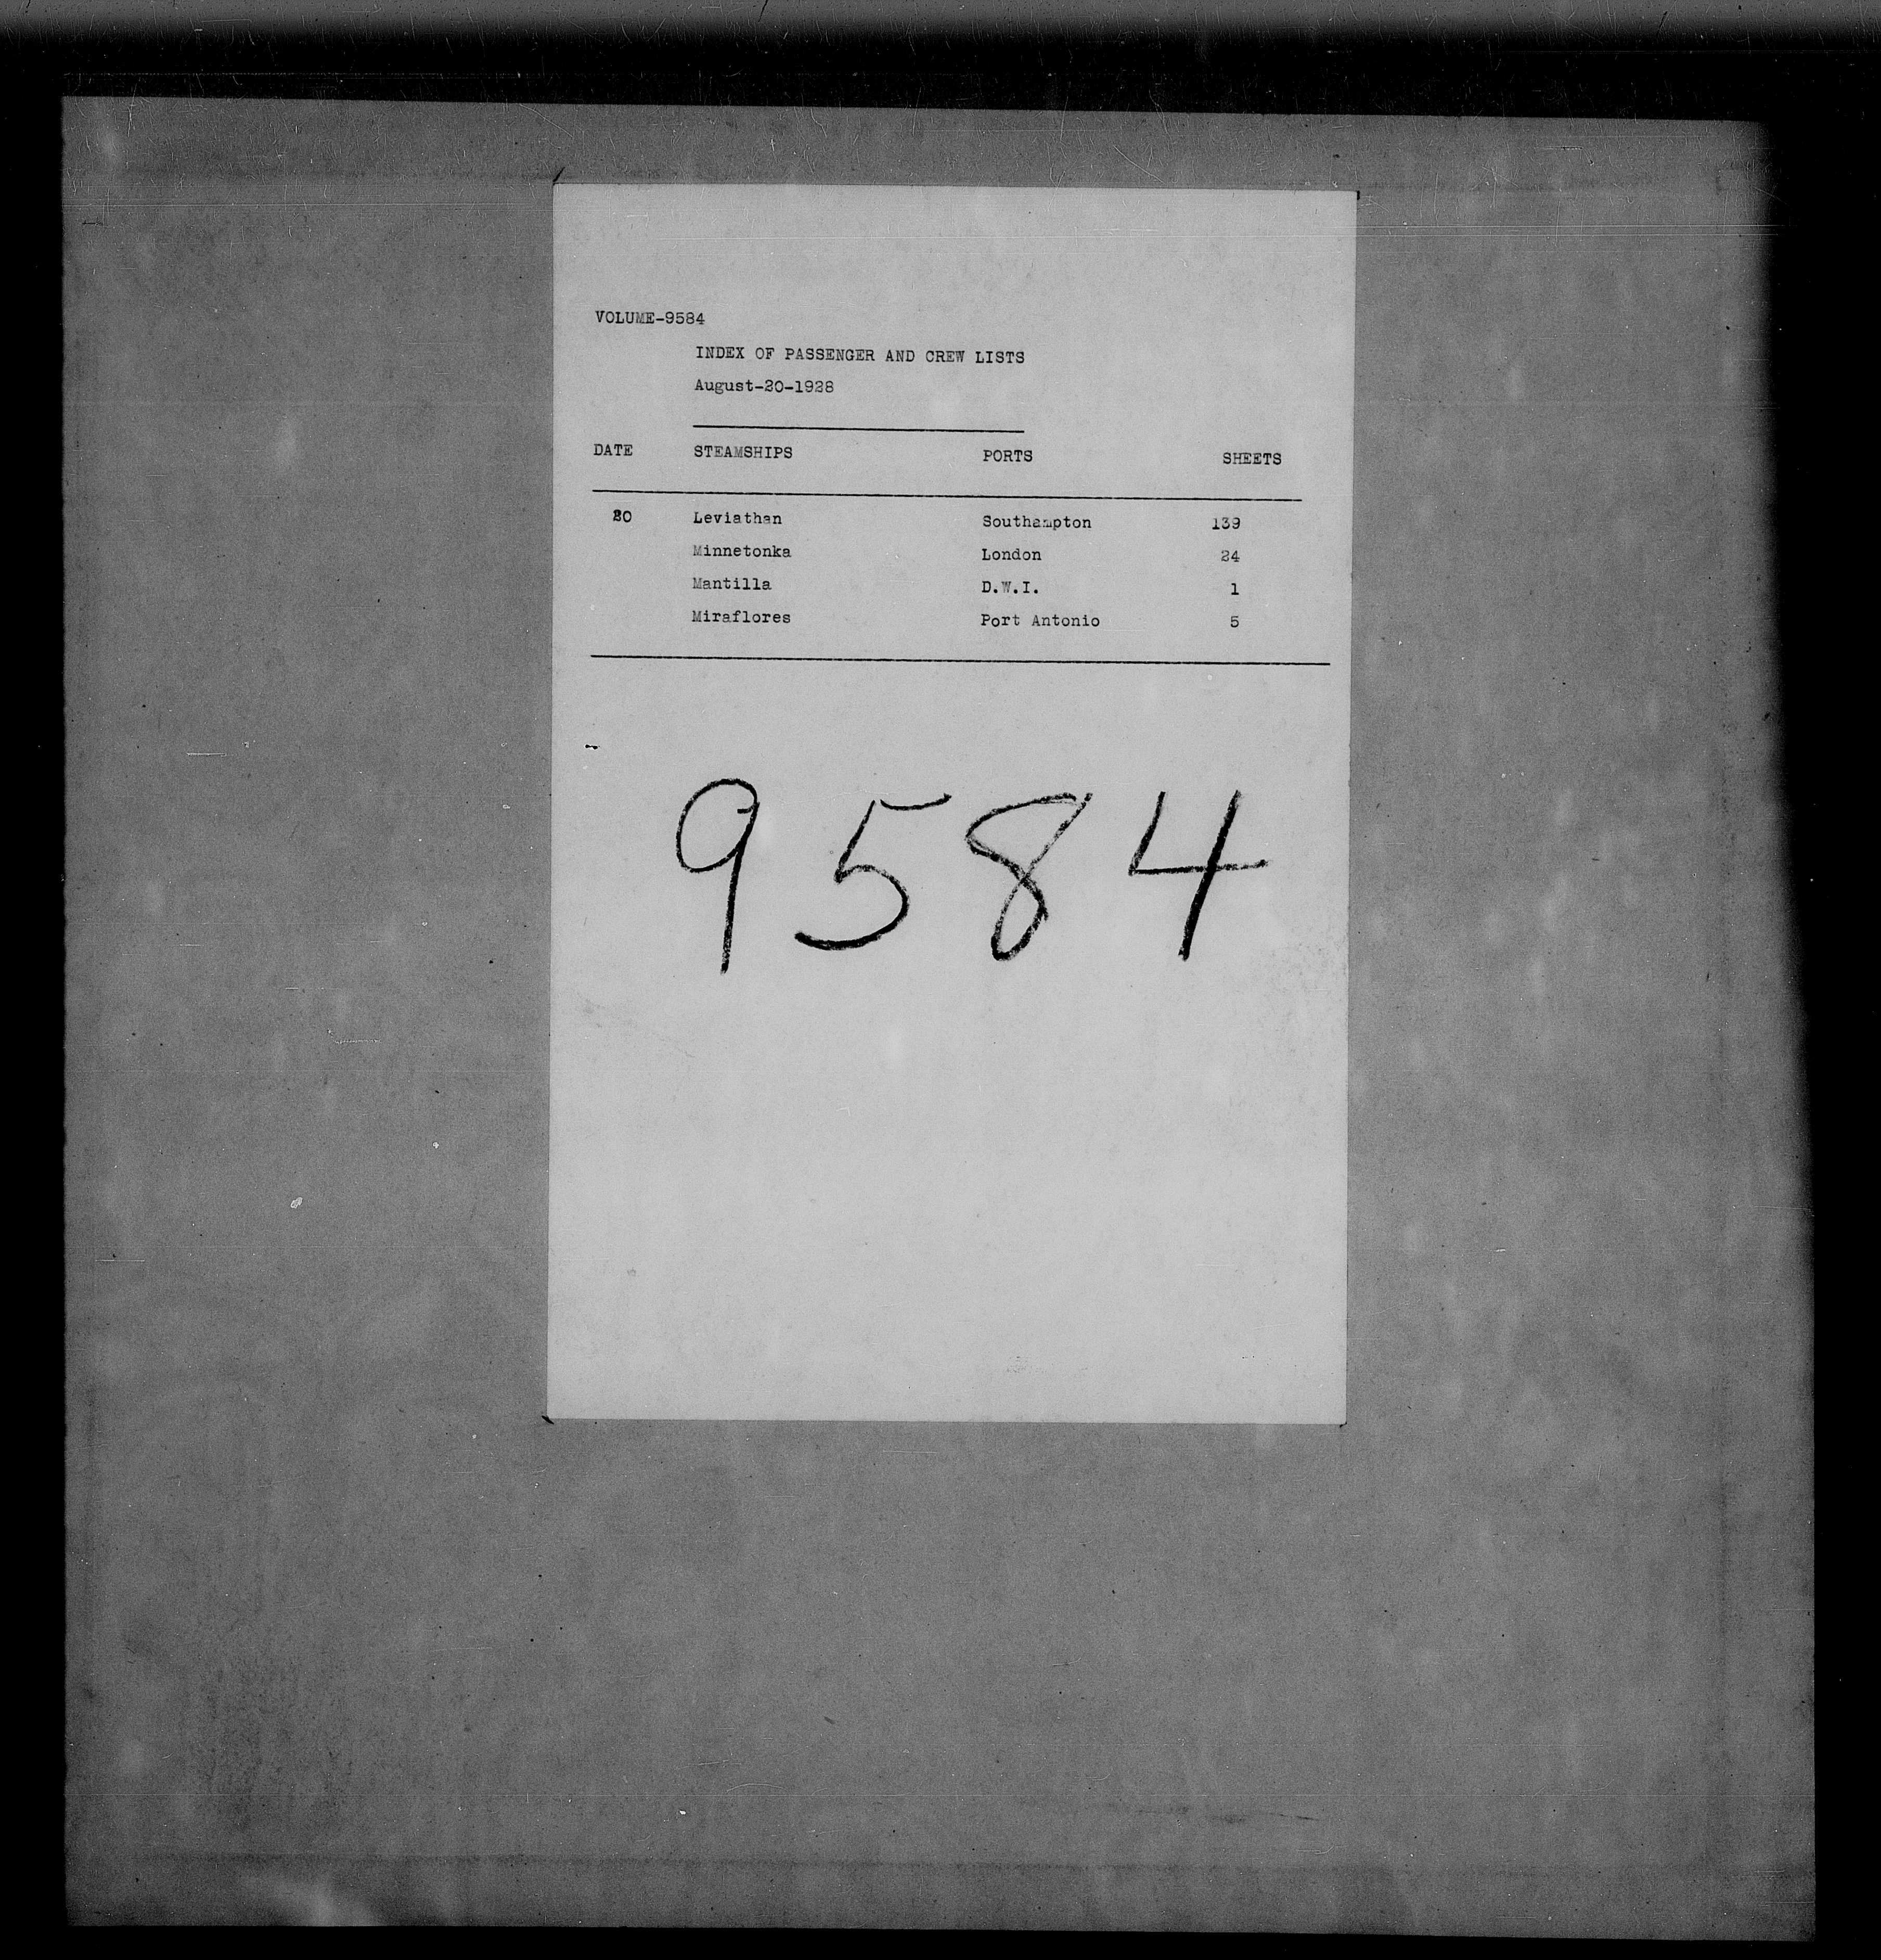 VOLUME-9584
INDEX OF PASSENGER AND CREW LISTS
August-20-1928
DATE STEAMSHIPS PORTS SHEETS
20 Leviathan Southampton 139
Minnetonka London 24
Mantilla D.W.I. 1
Miraflores Port Antonio 5
9584